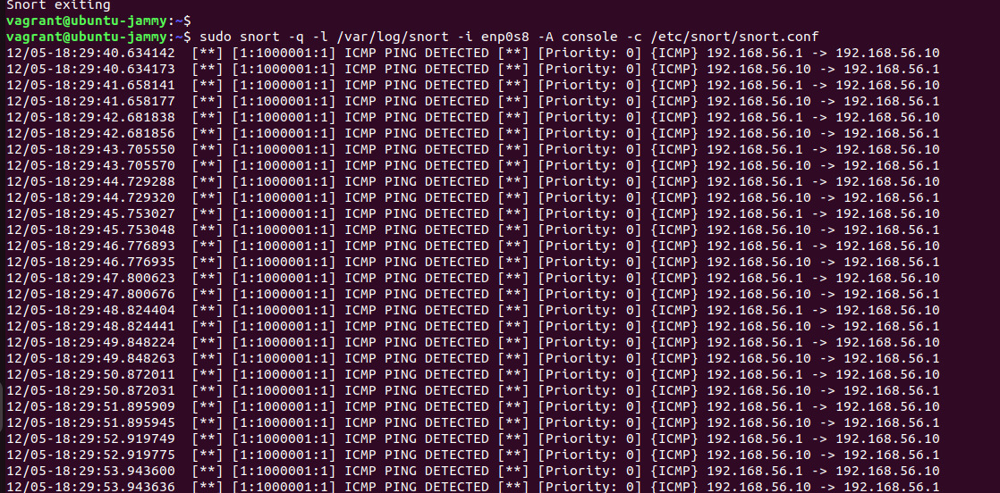 Snort exiting
vagrant@ubuntu-jammy:~$
vagrant@ubuntu-jammy:~$ sudo snort -q -l /var/log/snort -i enp0s8 -A console -c /etc/snort/snort.conf
12/05-18:29:40.634142  [**] [1:1000001:1] ICMP PING DETECTED [**] [Priority: 0] {ICMP} 192.168.56.1 -> 192.168.56.10
12/05-18:29:40.634173  [**] [1:1000001:1] ICMP PING DETECTED [**] [Priority: 0] {ICMP} 192.168.56.10 -> 192.168.56.1
12/05-18:29:41.658141  [**] [1:1000001:1] ICMP PING DETECTED [**] [Priority: 0] {ICMP} 192.168.56.1 -> 192.168.56.10
12/05-18:29:41.658177  [**] [1:1000001:1] ICMP PING DETECTED [**] [Priority: 0] {ICMP} 192.168.56.10 -> 192.168.56.1
12/05-18:29:42.681838  [**] [1:1000001:1] ICMP PING DETECTED [**] [Priority: 0] {ICMP} 192.168.56.1 -> 192.168.56.10
12/05-18:29:42.681856  [**] [1:1000001:1] ICMP PING DETECTED [**] [Priority: 0] {ICMP} 192.168.56.10 -> 192.168.56.1
12/05-18:29:43.705550  [**] [1:1000001:1] ICMP PING DETECTED [**] [Priority: 0] {ICMP} 192.168.56.1 -> 192.168.56.10
12/05-18:29:43.705570  [**] [1:1000001:1] ICMP PING DETECTED [**] [Priority: 0] {ICMP} 192.168.56.10 -> 192.168.56.1
12/05-18:29:44.729288  [**] [1:1000001:1] ICMP PING DETECTED [**] [Priority: 0] {ICMP} 192.168.56.1 -> 192.168.56.10
12/05-18:29:44.729320  [**] [1:1000001:1] ICMP PING DETECTED [**] [Priority: 0] {ICMP} 192.168.56.10 -> 192.168.56.1
12/05-18:29:45.753027  [**] [1:1000001:1] ICMP PING DETECTED [**] [Priority: 0] {ICMP} 192.168.56.1 -> 192.168.56.10
12/05-18:29:45.753048  [**] [1:1000001:1] ICMP PING DETECTED [**] [Priority: 0] {ICMP} 192.168.56.10 -> 192.168.56.1
12/05-18:29:46.776893  [**] [1:1000001:1] ICMP PING DETECTED [**] [Priority: 0] {ICMP} 192.168.56.1 -> 192.168.56.10
12/05-18:29:46.776935  [**] [1:1000001:1] ICMP PING DETECTED [**] [Priority: 0] {ICMP} 192.168.56.10 -> 192.168.56.1
12/05-18:29:47.800623  [**] [1:1000001:1] ICMP PING DETECTED [**] [Priority: 0] {ICMP} 192.168.56.1 -> 192.168.56.10
12/05-18:29:47.800676  [**] [1:1000001:1] ICMP PING DETECTED [**] [Priority: 0] {ICMP} 192.168.56.10 -> 192.168.56.1
12/05-18:29:48.824404  [**] [1:1000001:1] ICMP PING DETECTED [**] [Priority: 0] {ICMP} 192.168.56.1 -> 192.168.56.10
12/05-18:29:48.824441  [**] [1:1000001:1] ICMP PING DETECTED [**] [Priority: 0] {ICMP} 192.168.56.10 -> 192.168.56.1
12/05-18:29:49.848224  [**] [1:1000001:1] ICMP PING DETECTED [**] [Priority: 0] {ICMP} 192.168.56.1 -> 192.168.56.10
12/05-18:29:49.848263  [**] [1:1000001:1] ICMP PING DETECTED [**] [Priority: 0] {ICMP} 192.168.56.10 -> 192.168.56.1
12/05-18:29:50.872011  [**] [1:1000001:1] ICMP PING DETECTED [**] [Priority: 0] {ICMP} 192.168.56.1 -> 192.168.56.10
12/05-18:29:50.872031  [**] [1:1000001:1] ICMP PING DETECTED [**] [Priority: 0] {ICMP} 192.168.56.10 -> 192.168.56.1
12/05-18:29:51.895909  [**] [1:1000001:1] ICMP PING DETECTED [**] [Priority: 0] {ICMP} 192.168.56.1 -> 192.168.56.10
12/05-18:29:51.895945  [**] [1:1000001:1] ICMP PING DETECTED [**] [Priority: 0] {ICMP} 192.168.56.10 -> 192.168.56.1
12/05-18:29:52.919749  [**] [1:1000001:1] ICMP PING DETECTED [**] [Priority: 0] {ICMP} 192.168.56.1 -> 192.168.56.10
12/05-18:29:52.919775  [**] [1:1000001:1] ICMP PING DETECTED [**] [Priority: 0] {ICMP} 192.168.56.10 -> 192.168.56.1
12/05-18:29:53.943600  [**] [1:1000001:1] ICMP PING DETECTED [**] [Priority: 0] {ICMP} 192.168.56.1 -> 192.168.56.10
12/05-18:29:53.943636  [**] [1:1000001:1] ICMP PING DETECTED [**] [Priority: 0] {ICMP} 192.168.56.10 -> 192.168.56.1